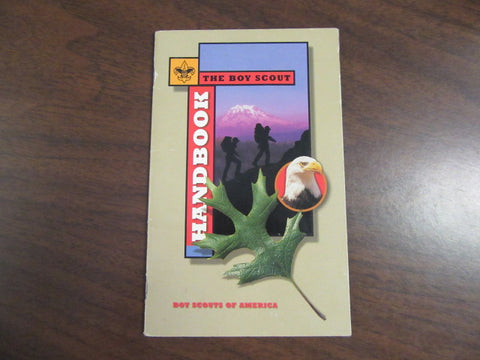 THE BOY SCOUT
HANDBOOK
BOY SCOUTS OF AMERICA